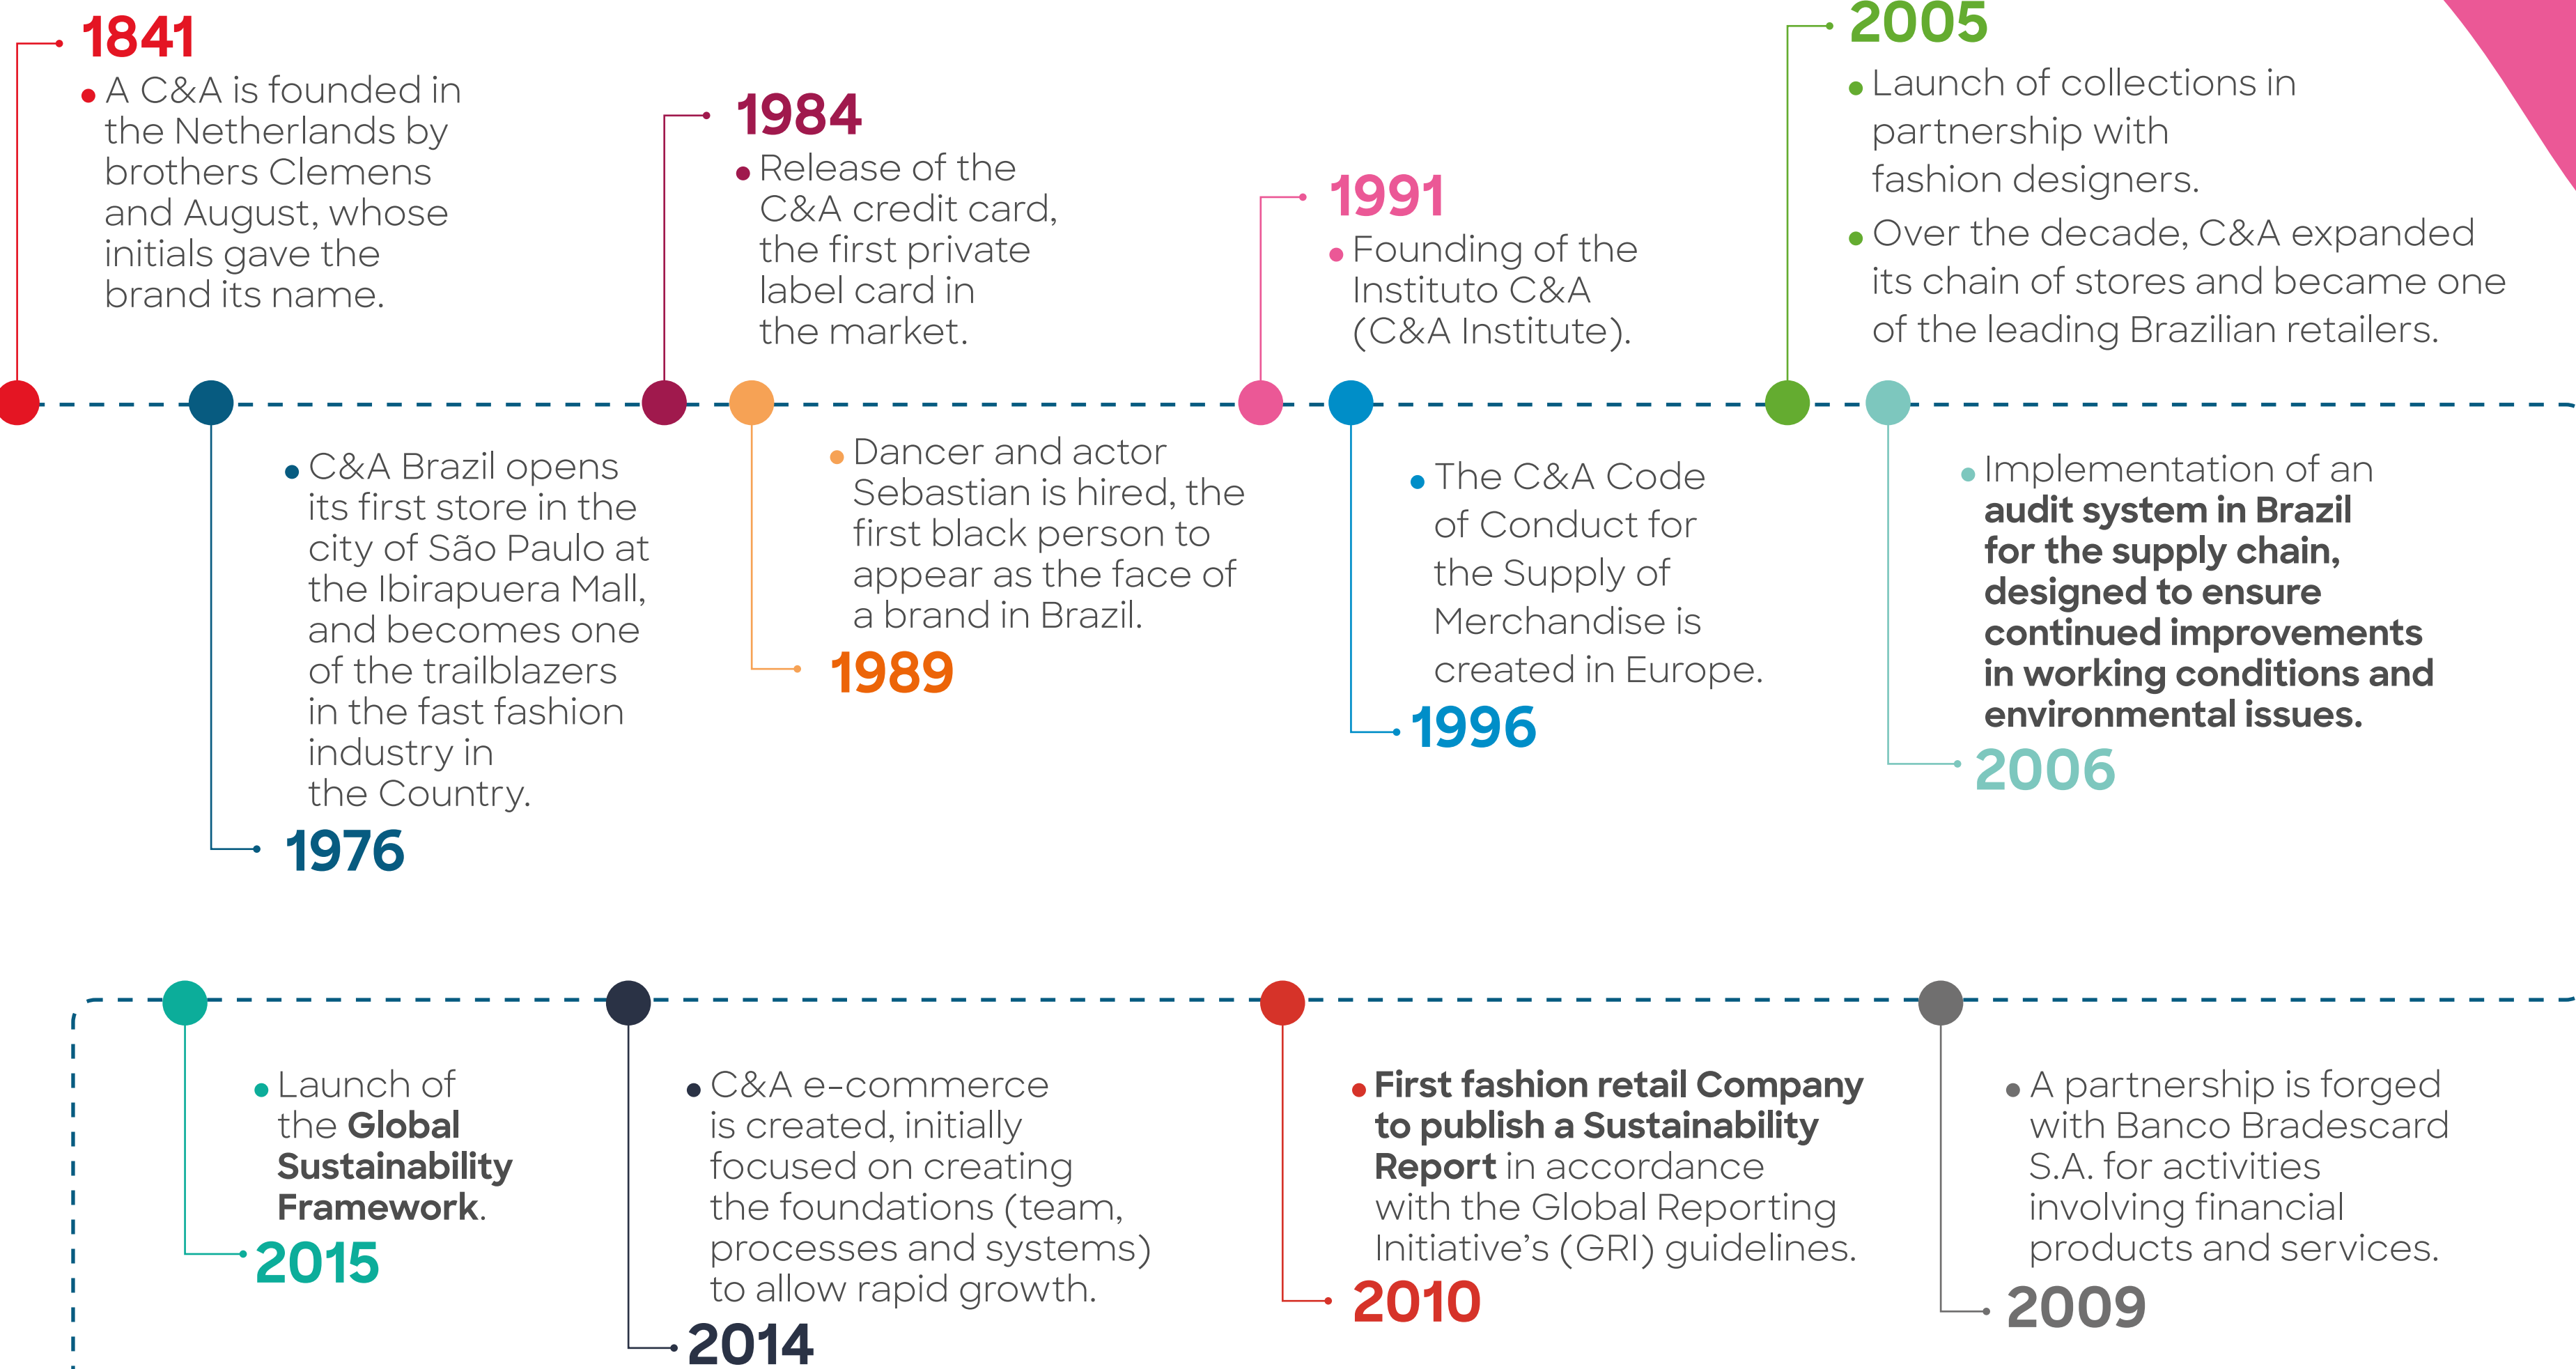 1841
• A C&A is founded in
the Netherlands by
brothers Clemens
and August, whose
initials gave the
brand its name.
• C&A Brazil opens
its first store in the
city of São Paulo at
the Ibirapuera Mall,
and becomes one
of the trailblazers
in the fast fashion
industry in
the Country.
1976
1984
• Release of the
C&A credit card,
the first private
label card in
the market.
• Dancer and actor
Sebastian is hired, the
first black person to
appear as the face of
a brand in Brazil.
1989
1991
• Founding of the
Instituto C&A
(C&A Institute).
• The C&A Code
of Conduct for
the Supply of
Merchandise is
created in Europe.
1996
2005
• Launch of collections in
partnership with
fashion designers.
• Over the decade, C&A expanded
its chain of stores and became one
of the leading Brazilian retailers.
• Implementation of an
audit system in Brazil
for the supply chain,
designed to ensure
continued improvements
in working conditions and
environmental issues.
2006
• A partnership is forged
with Banco Bradescard
S.A. for activities
involving financial
products and services.
2009
• First fashion retail Company
to publish a Sustainability
Report in accordance
with the Global Reporting
Initiative’s (GRI) guidelines.
2010
• C&A e-commerce
is created, initially
focused on creating
the foundations (team,
processes and systems)
to allow rapid growth.
2014
• Launch of
the Global
Sustainability
Framework.
2015